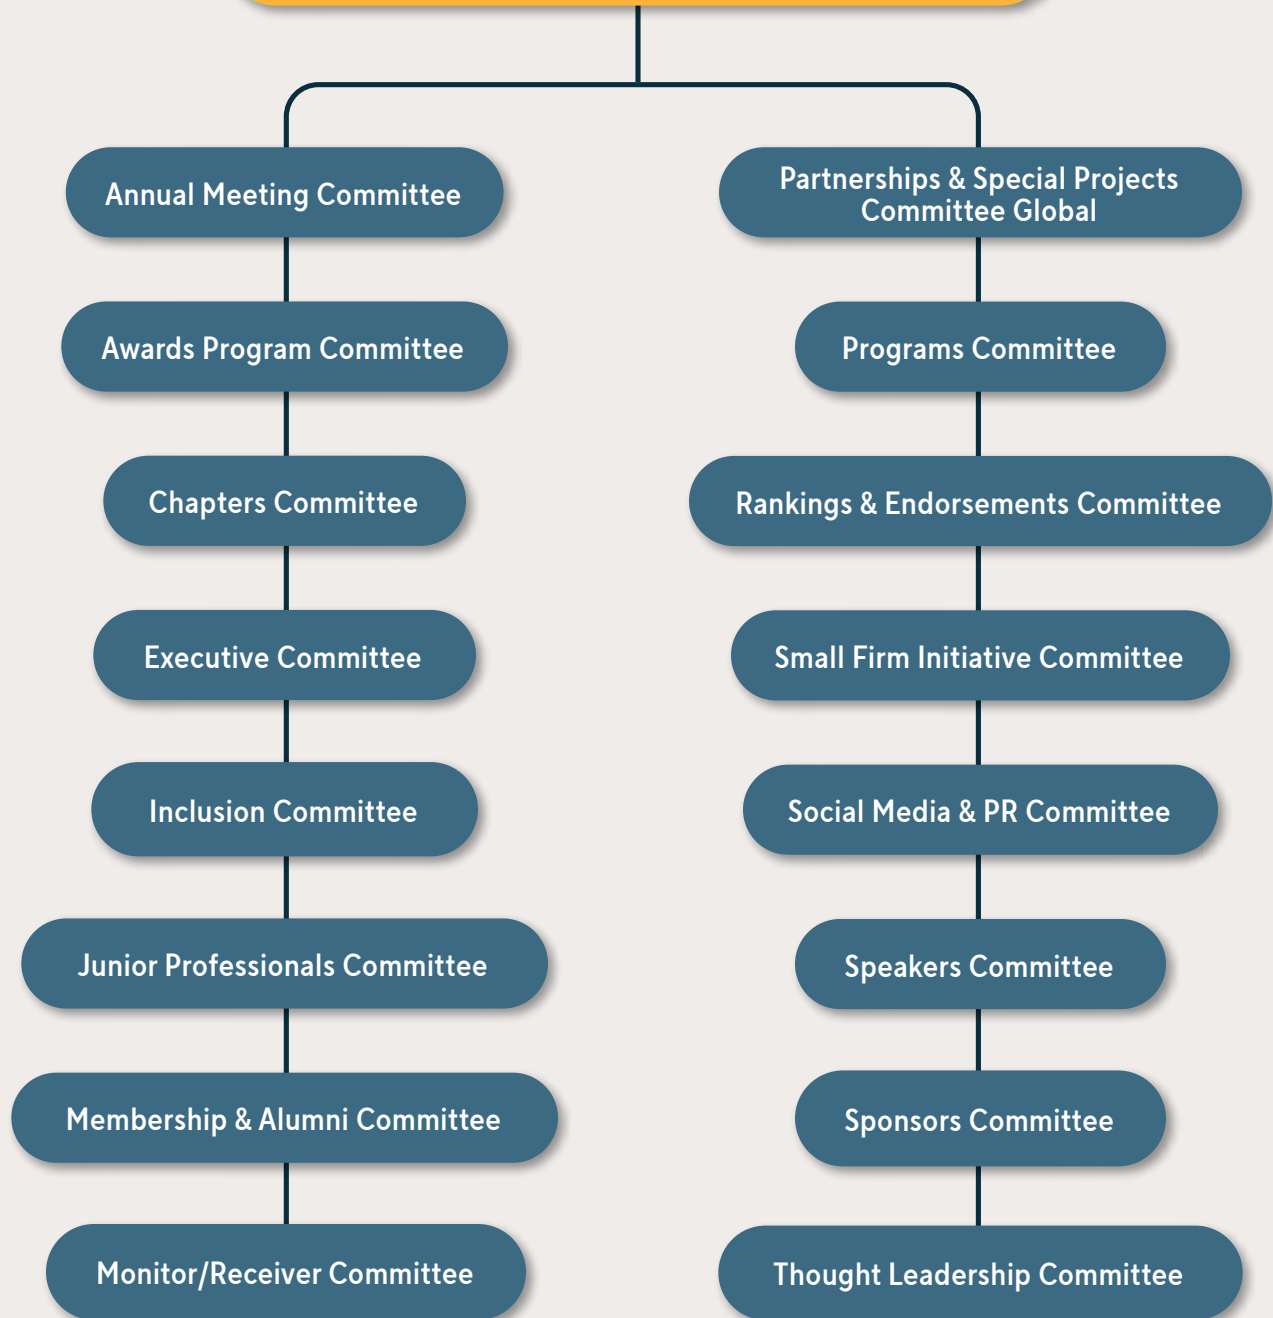 Annual Meeting Committee
Awards Program Committee
Chapters Committee
Executive Committee
Inclusion Committee
Junior Professionals Committee
Membership & Alumni Committee
Monitor/Receiver Committee
Partnerships & Special Projects
Committee Global
Programs Committee
Rankings & Endorsements Committee
Small Firm Initiative Committee
Social Media & PR Committee
Speakers Committee
Sponsors Committee
Thought Leadership Committee